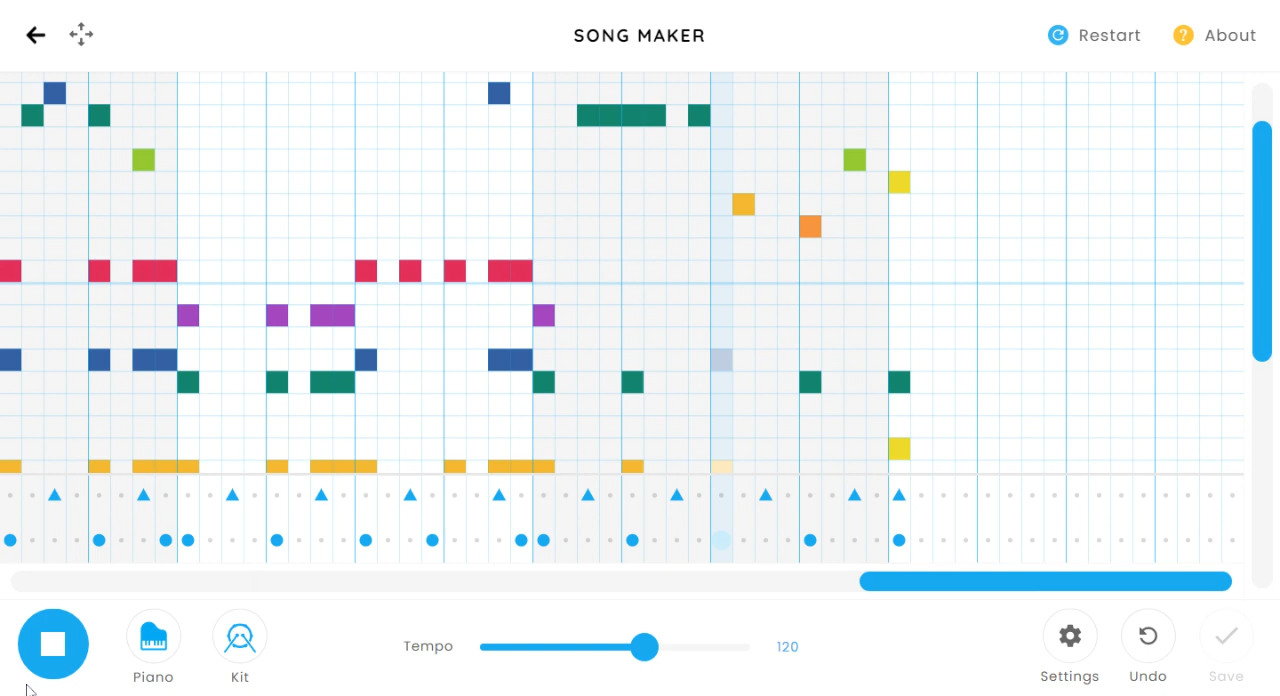 SONG MAKER
Restart
? About
Tempo
120
Piano
Kit
Settings
Undo
Save